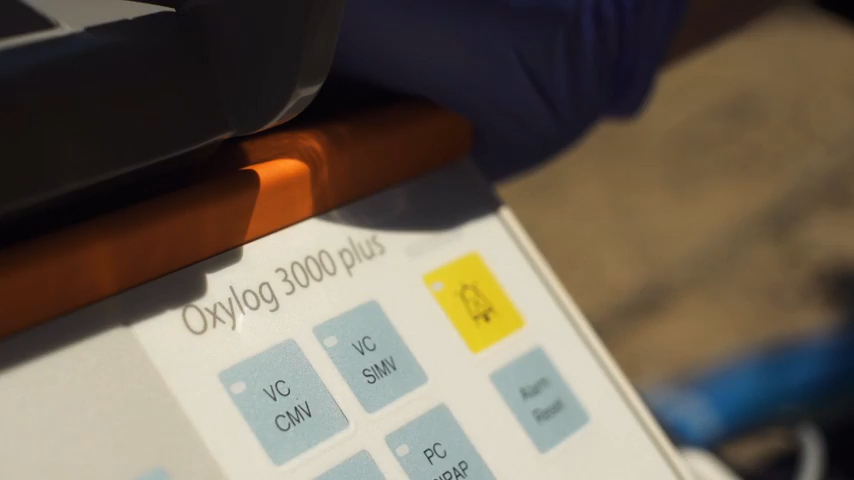 Oxylog 3000 plus
VC
CMV
VC
SIMV
Alarm
Reset
PC